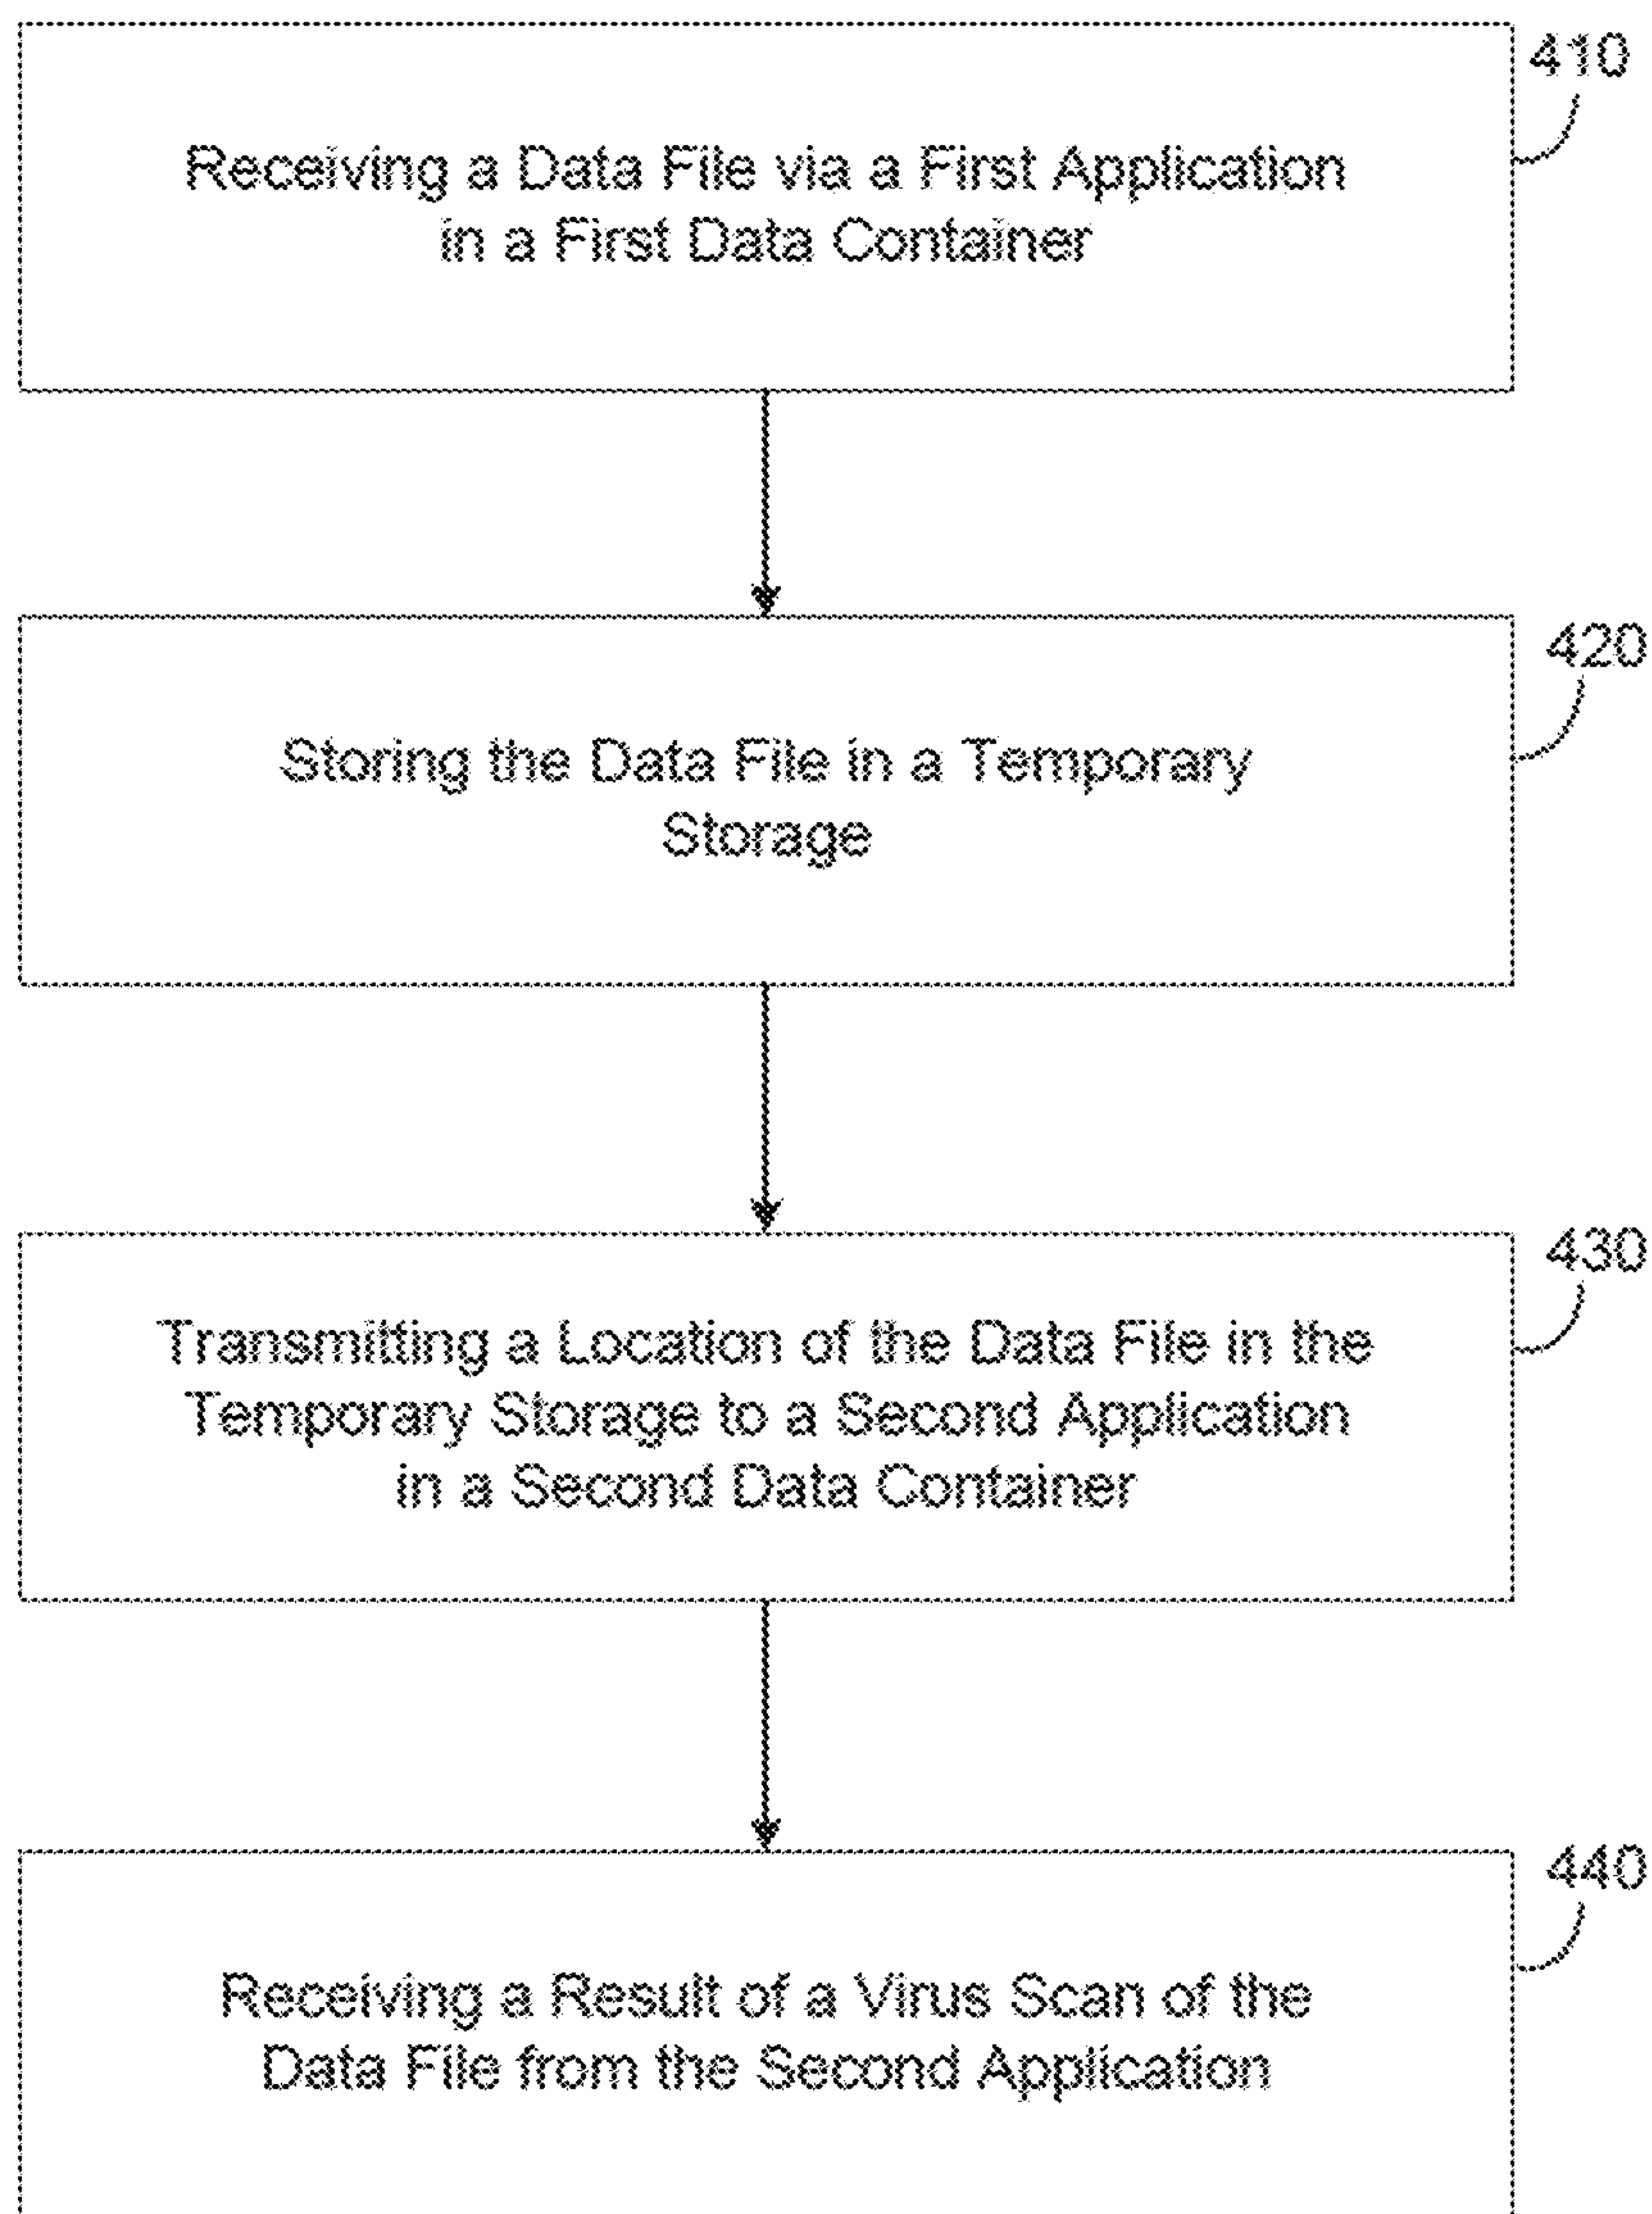 410
Receiving a Data File via a First Application
in a First Data Container
420
Storing the Data File in a Temporary
Storage
430
Transmitting a Location of the Data File in the
Temporary Storage to a Second Application
in a Second Data Container
440
Receiving a Result of a Virus Scan of the
Data File from the Second Application